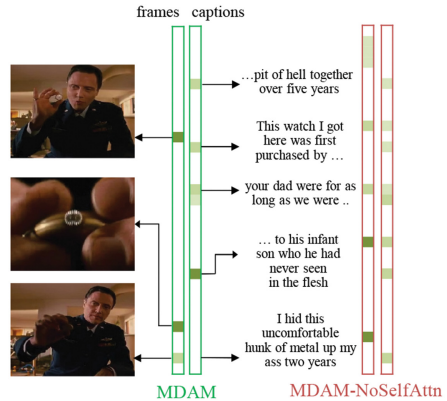 frames captions
...pit of hell together
over five years
This watch I got
here was first
purchased by ...
your dad were for as
long as we were ..
... to his infant
son who he had
never seen
in the flesh
I hid this
uncomfortable
hunk of metal up my
ass two years
MDAM MDAM-NoSelfAttn